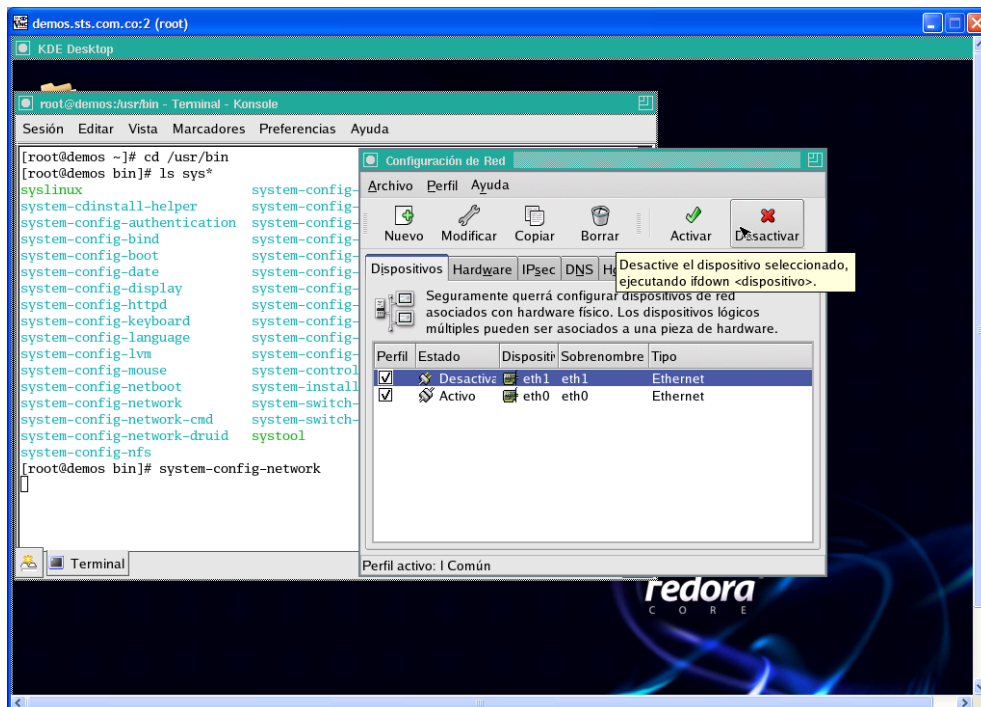 demos.sts.com.co:2 (root)
KDE Desktop
root@demos:/usr/bin - Terminal - Konsole
Sesión Editar Vista Marcadores Preferencias Ayuda
[root@demos ~]# cd /usr/bin
[root@demos bin]# ls sys*
syslinux system-config-
system-cdinstall-helper system-config-
system-config-authentication system-config-
system-config-bind system-config-
system-config-boot system-config-
system-config-date system-config-
system-config-display system-config-
system-config-httpd system-config-
system-config-keyboard system-config-
system-config-language system-config-
system-config-lvm system-config-
system-config-mouse system-control
system-config-netboot system-install
system-config-network system-switch-
system-config-network-cmd system-switch-
system-config-network-druid systool
system-config-nfs
[root@demos bin]# system-config-network
Terminal
Configuración de Red
Archivo Perfil Ayuda
Nuevo Modificar Copiar Borrar Activar Desactivar
Desactive el dispositivo seleccionado,
ejecutando ifdown <dispositivo>.
Dispositivos Hardware IPsec DNS
Seguramente querrá configurar dispositivos de red
asociados con hardware físico. Los dispositivos lógicos
múltiples pueden ser asociados a una pieza de hardware.
Perfil Estado Dispositiv Sobrenombre Tipo
Desactiva eth1 eth1 Ethernet
Activo eth0 eth0 Ethernet
Perfil activo: | Común
fedora
CORE